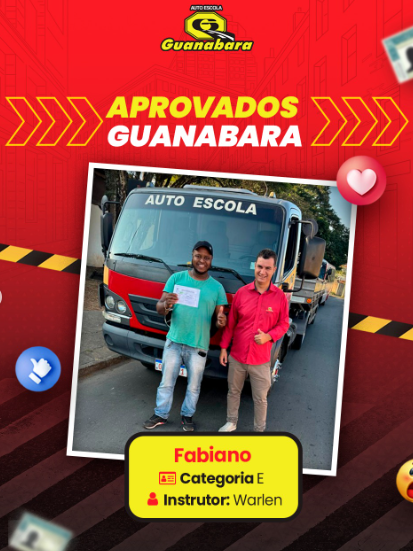 AUTO ESCOLA
Guanabara
APROVADOS
GUANABARA
AUTO ESCOLA
Fabiano
Categoria E
Instrutor: Warlen